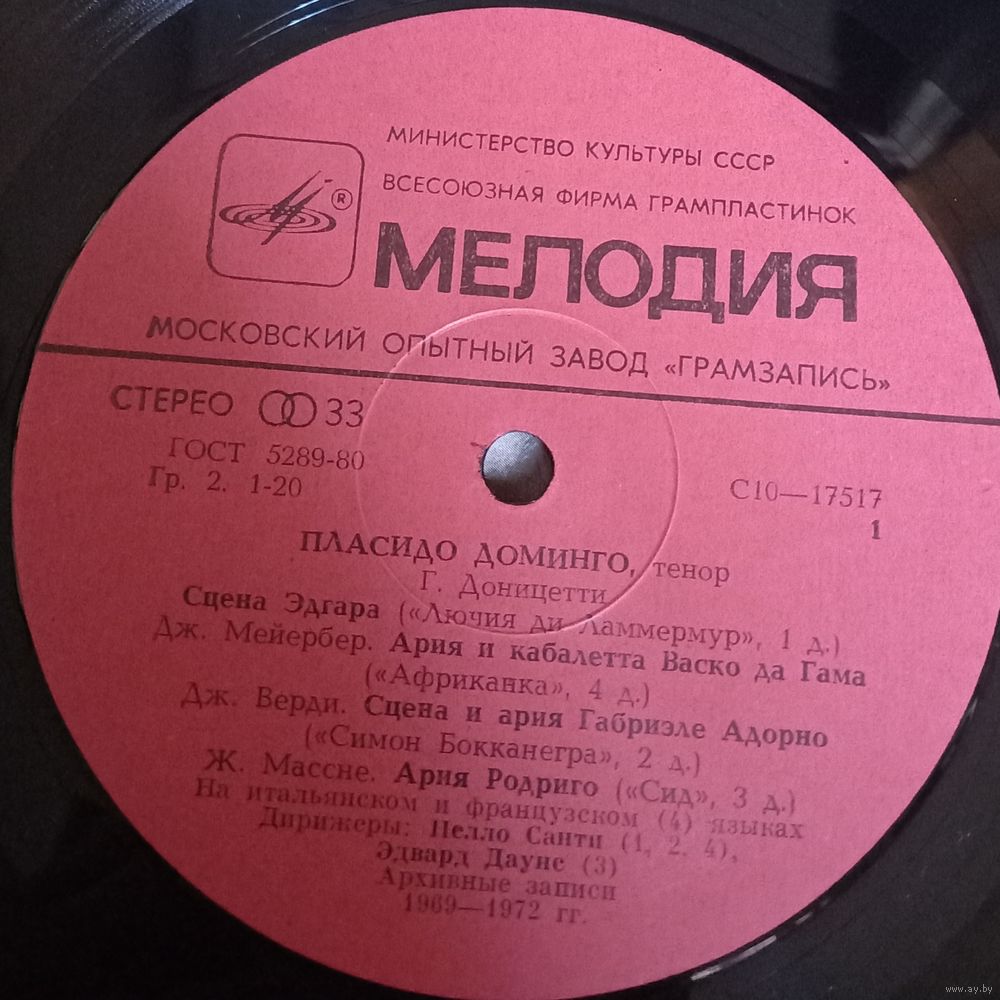 МИНИСТЕРСТВО КУЛЬТУРЫ СССР
ВСЕСОЮЗНАЯ ФИРМА ГРАМПЛАСТИНОК
®
МЕЛОДИЯ
МОСКОВСКИЙ ОПЫТНЫЙ ЗАВОД «ГРАМЗАПИСЬ»
СТЕРЕО 33
ГОСТ 5289-80
Гр. 2. 1-20
С10—17517
1
ПЛАСИДО ДОМИНГО, тенор
Г. Доницетти
Сцена Эдгара («Лючия ди Ламмермур», 1 д.)
Дж. Мейербер. Ария и кабалетта Васко да Гама
(«Африканка», 4 д.)
Дж. Верди. Сцена и ария Габриэле Адорно
(«Симон Бокканегра», 2 д.)
Ж. Массне. Ария Родриго («Сид», 3 д.)
На итальянском и французском (4) языках
Дирижеры: Нелло Санти (1, 2, 4),
Эдвард Даунс (3)
Архивные записи
1969—1972 гг.
www.ay.by